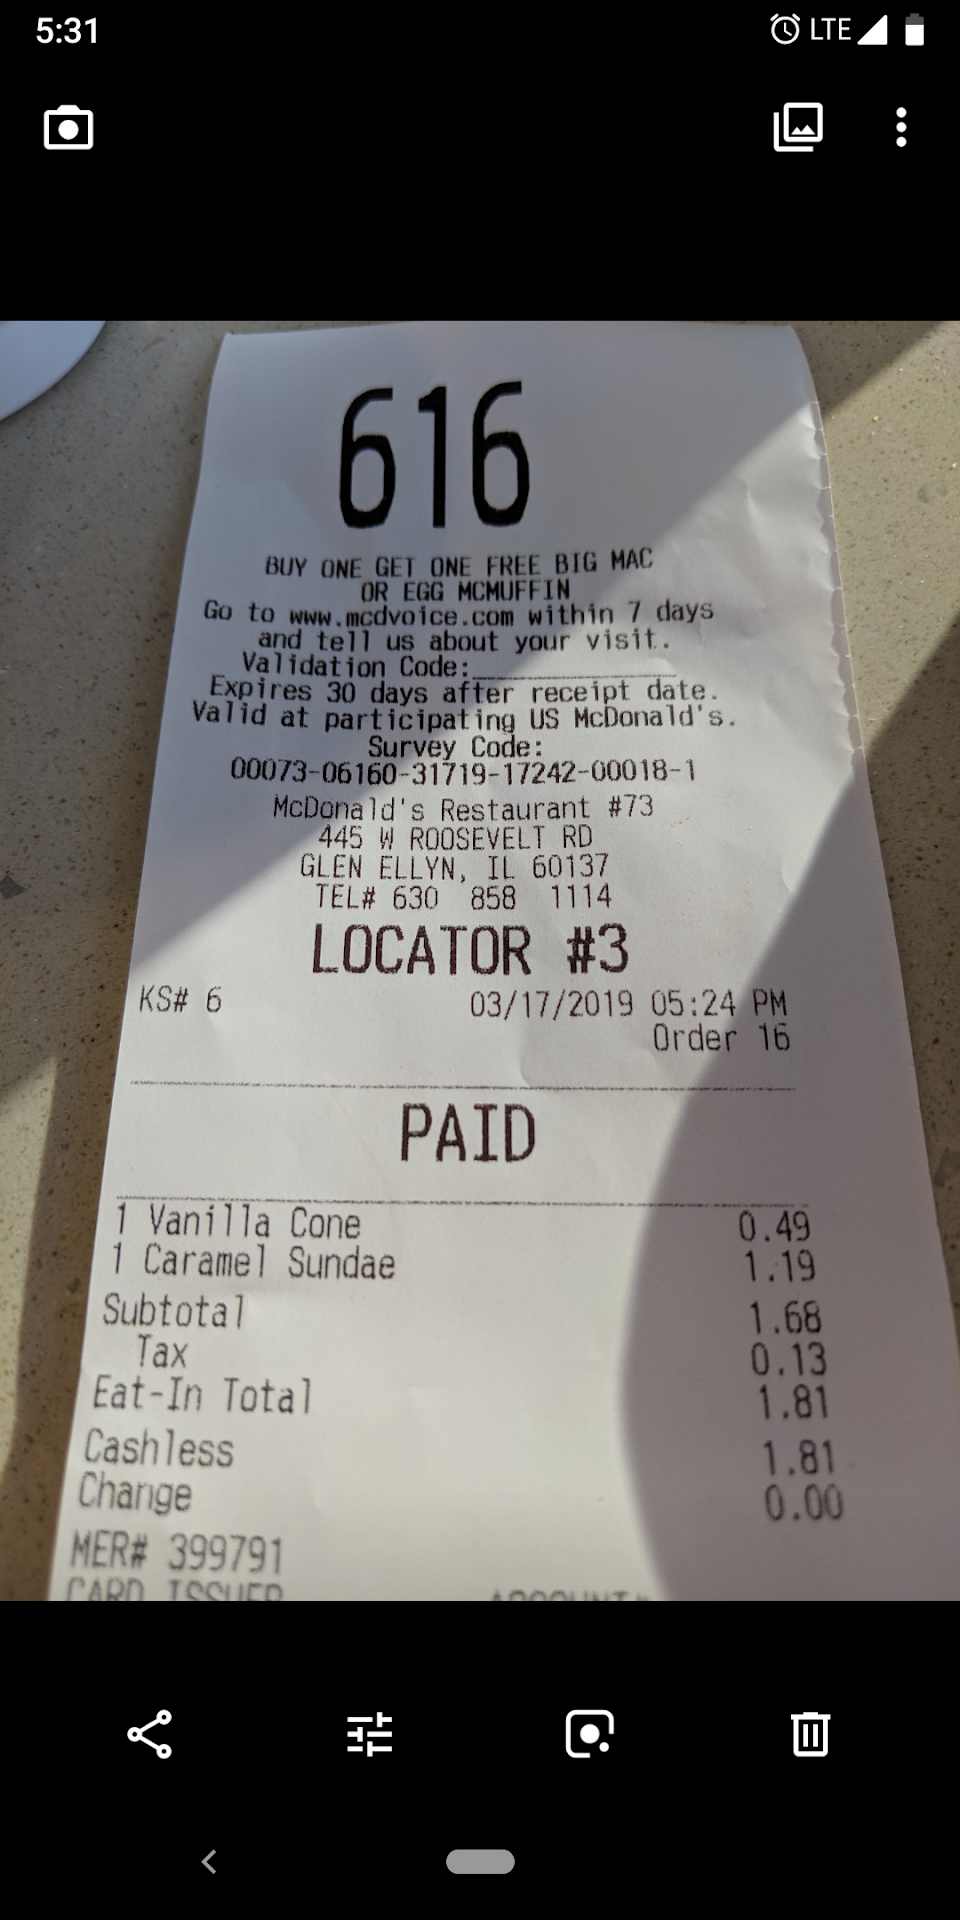 5:31
LTE
616
BUY ONE GET ONE FREE BIG MAC
OR EGG MCMUFFIN
Go to www.mcdvoice.com within 7 days
and tell us about your visit.
Validation Code:
Expires 30 days after receipt date.
Valid at participating US McDonald's.
Survey Code:
00073-06160-31719-17242-00018-1
McDonald's Restaurant #73
445 W ROOSEVELT RD
GLEN ELLYN, IL 60137
TEL# 630 858 1114
LOCATOR #3
KS# 6 03/17/2019 05:24 PM
Order 16
PAID
1 Vanilla Cone 0.49
1 Caramel Sundae 1.19
Subtotal 1.68
Tax 0.13
Eat-In Total 1.81
Cashless 1.81
Change 0.00
MER# 399791
CARD ISSUER ACCOUNT#